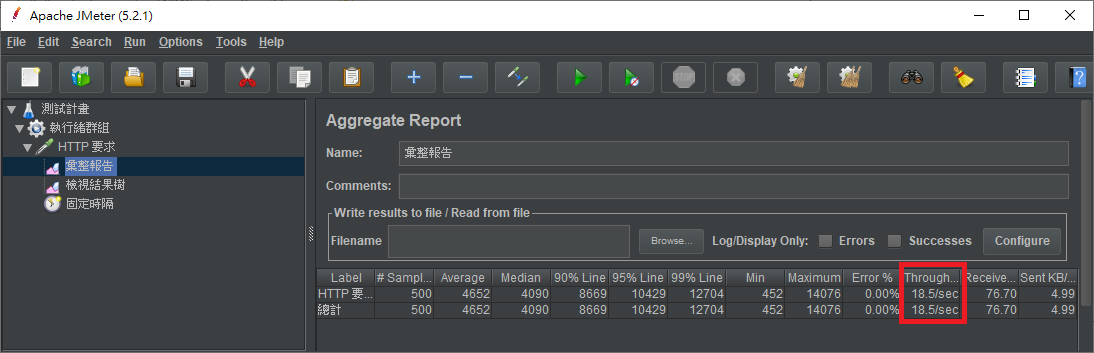 Apache JMeter (5.2.1)
File Edit Search Run Options Tools Help
STOP
測試計畫
執行緒群組
HTTP 要求
彙整報告
檢視結果樹
固定時隔
Aggregate Report
Name: 彙整報告
Comments:
Write results to file / Read from file
Filename Browse... Log/Display Only: Errors Successes Configure
Label # Sampl... Average Median 90% Line 95% Line 99% Line Min Maximum Error % Through... Receive... Sent KB/...
HTTP 要... 500 4652 4090 8669 10429 12704 452 14076 0.00% 18.5/sec 76.70 4.99
總計 500 4652 4090 8669 10429 12704 452 14076 0.00% 18.5/sec 76.70 4.99